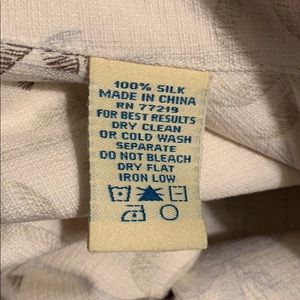 100% SILK
MADE IN CHINA
RN 77219
FOR BEST RESULTS
DRY CLEAN
OR COLD WASH
SEPARATE
DO NOT BLEACH
DRY FLAT
IRON LOW